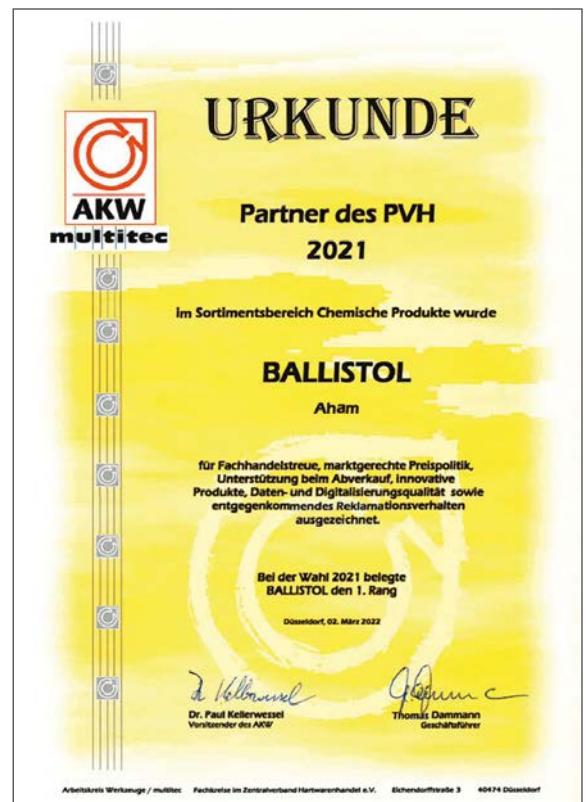 URKUNDE
AKW
multitec
Partner des PVH
2021
im Sortimentsbereich Chemische Produkte wurde
BALLISTOL
Aham
für Fachhandelstreue, marktgerechte Preispolitik,
Unterstützung beim Abverkauf, innovative
Produkte, Daten- und Digitalisierungsqualität sowie
entgegenkommendes Reklamationsverhalten
ausgezeichnet.
Bei der Wahl 2021 belegte
BALLISTOL den 1. Rang
Düsseldorf, 02. März 2022
Dr. Paul Kellerwessel
Vorsitzender des AKW
Thomas Dammann
Geschäftsführer
Arbeitskreis Werkzeuge / multitec Fachkreise im Zentralverband Hartwarenhandel e.V. Eichendorffstraße 3 40474 Düsseldorf